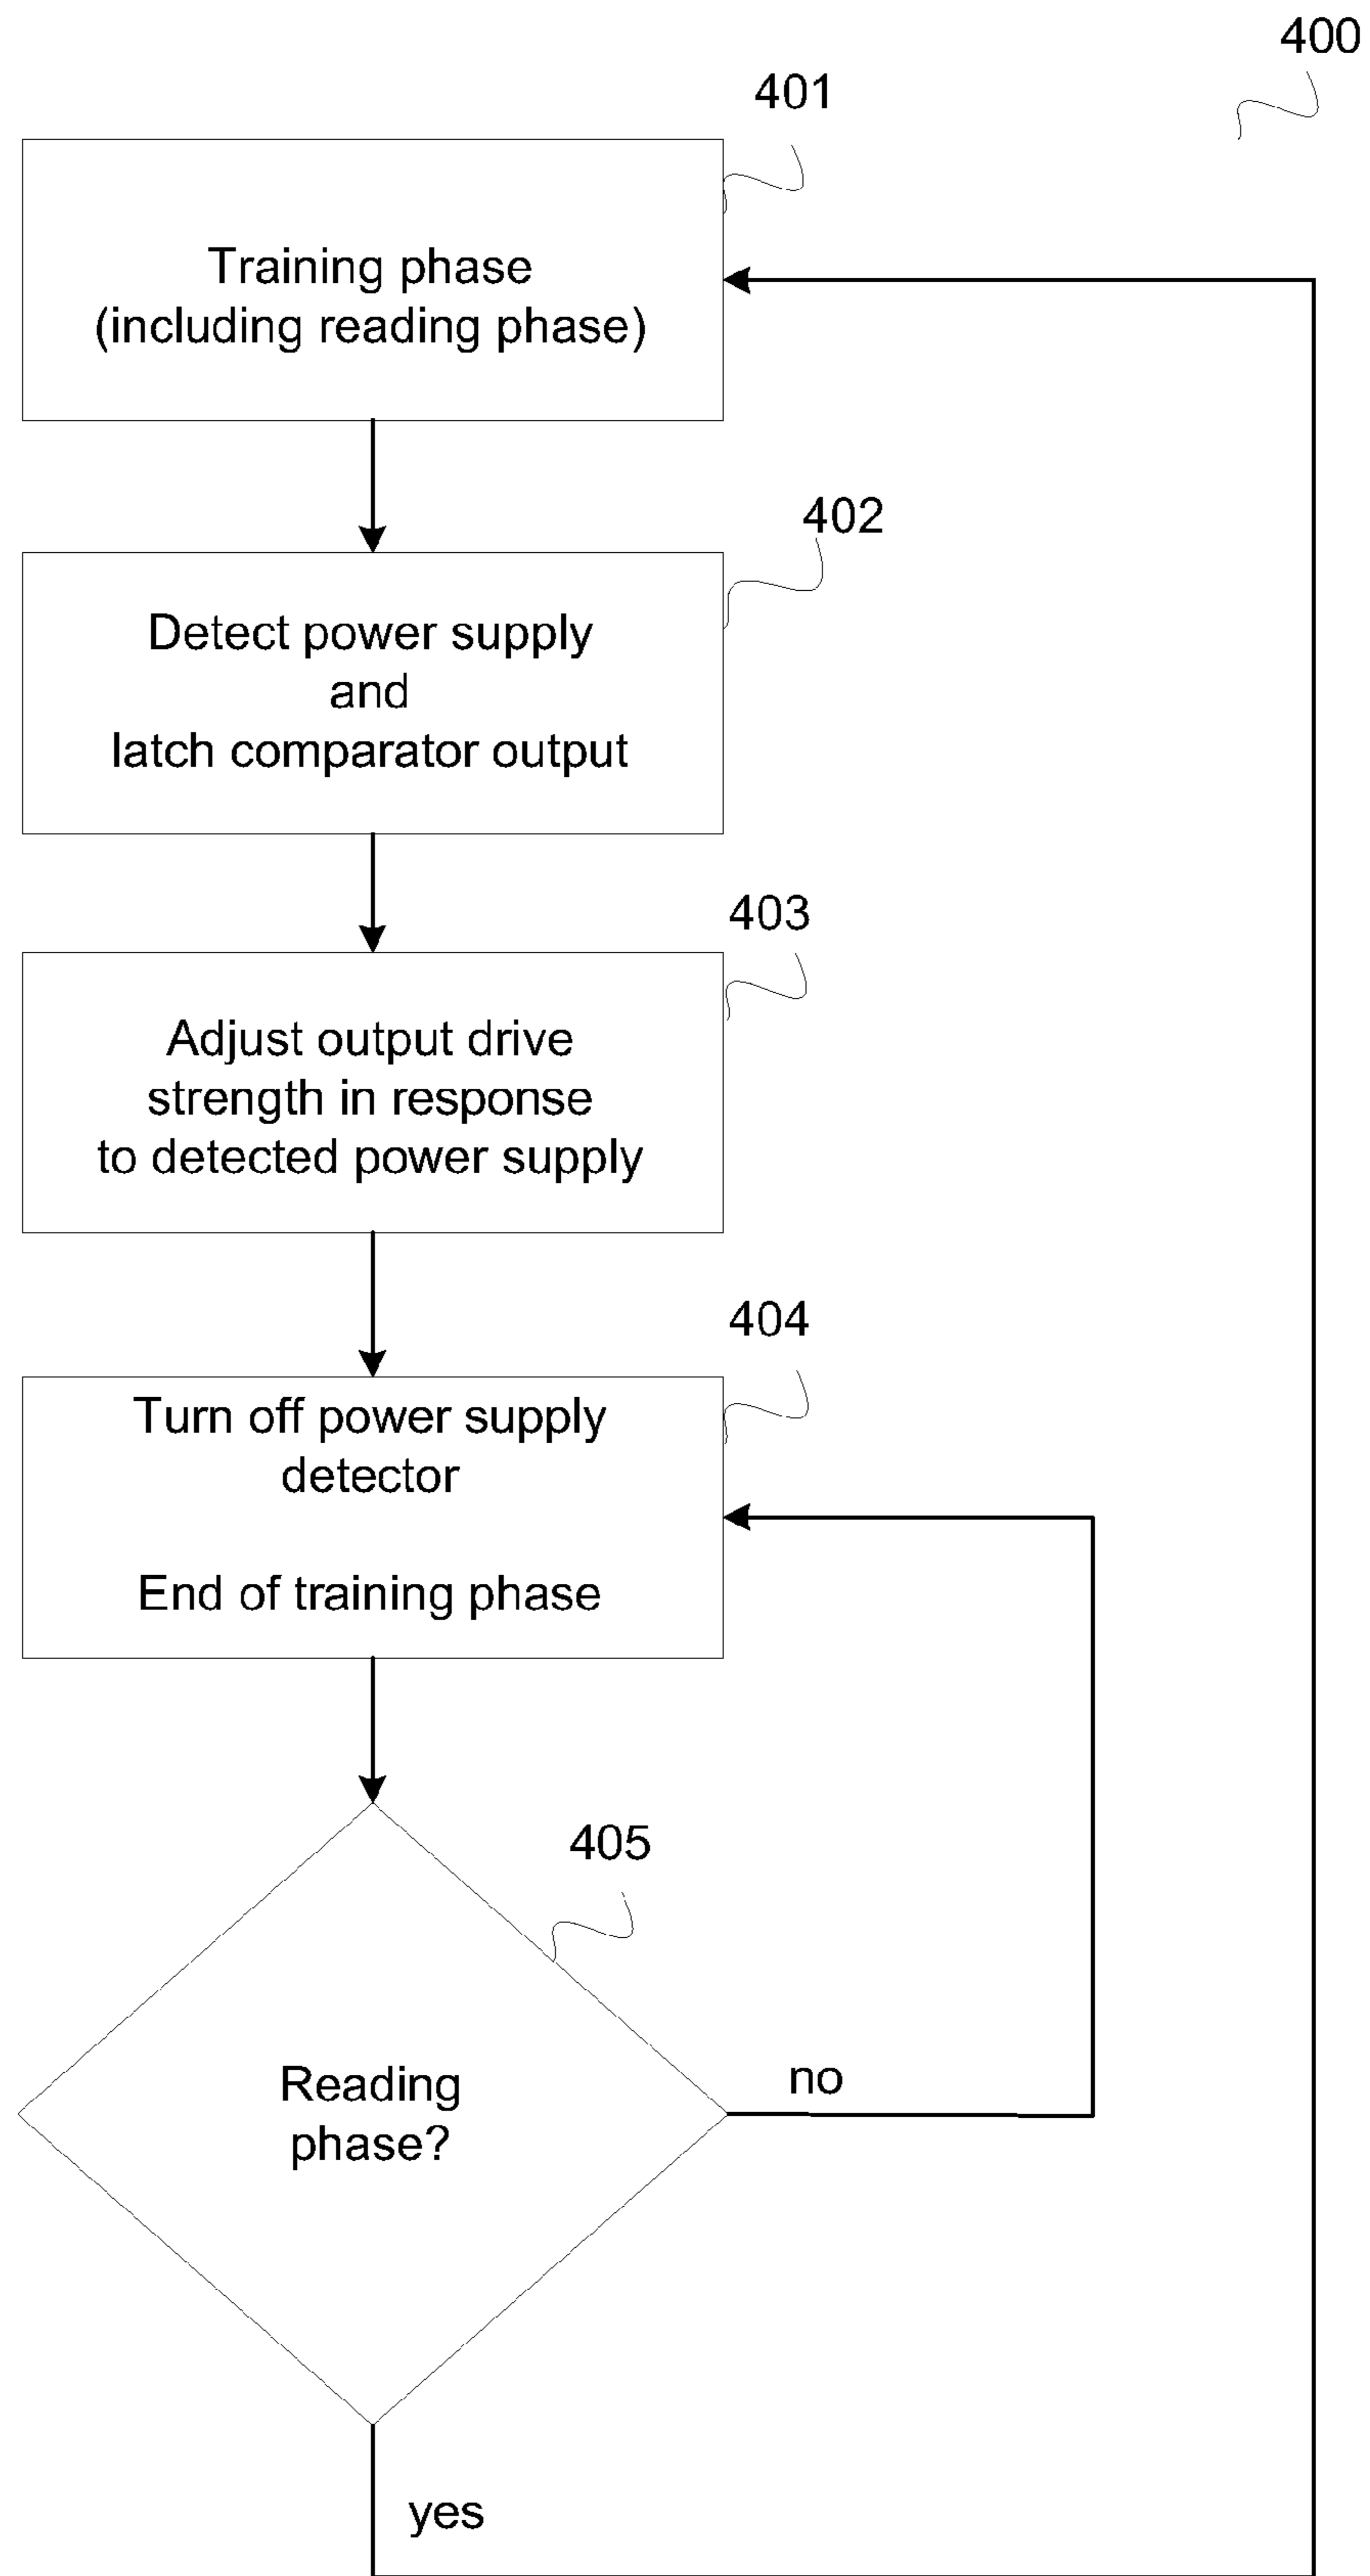 400
401
Training phase
(including reading phase)
402
Detect power supply
and
latch comparator output
403
Adjust output drive
strength in response
to detected power supply
404
Turn off power supply
detector
End of training phase
405
Reading
phase?
no
yes